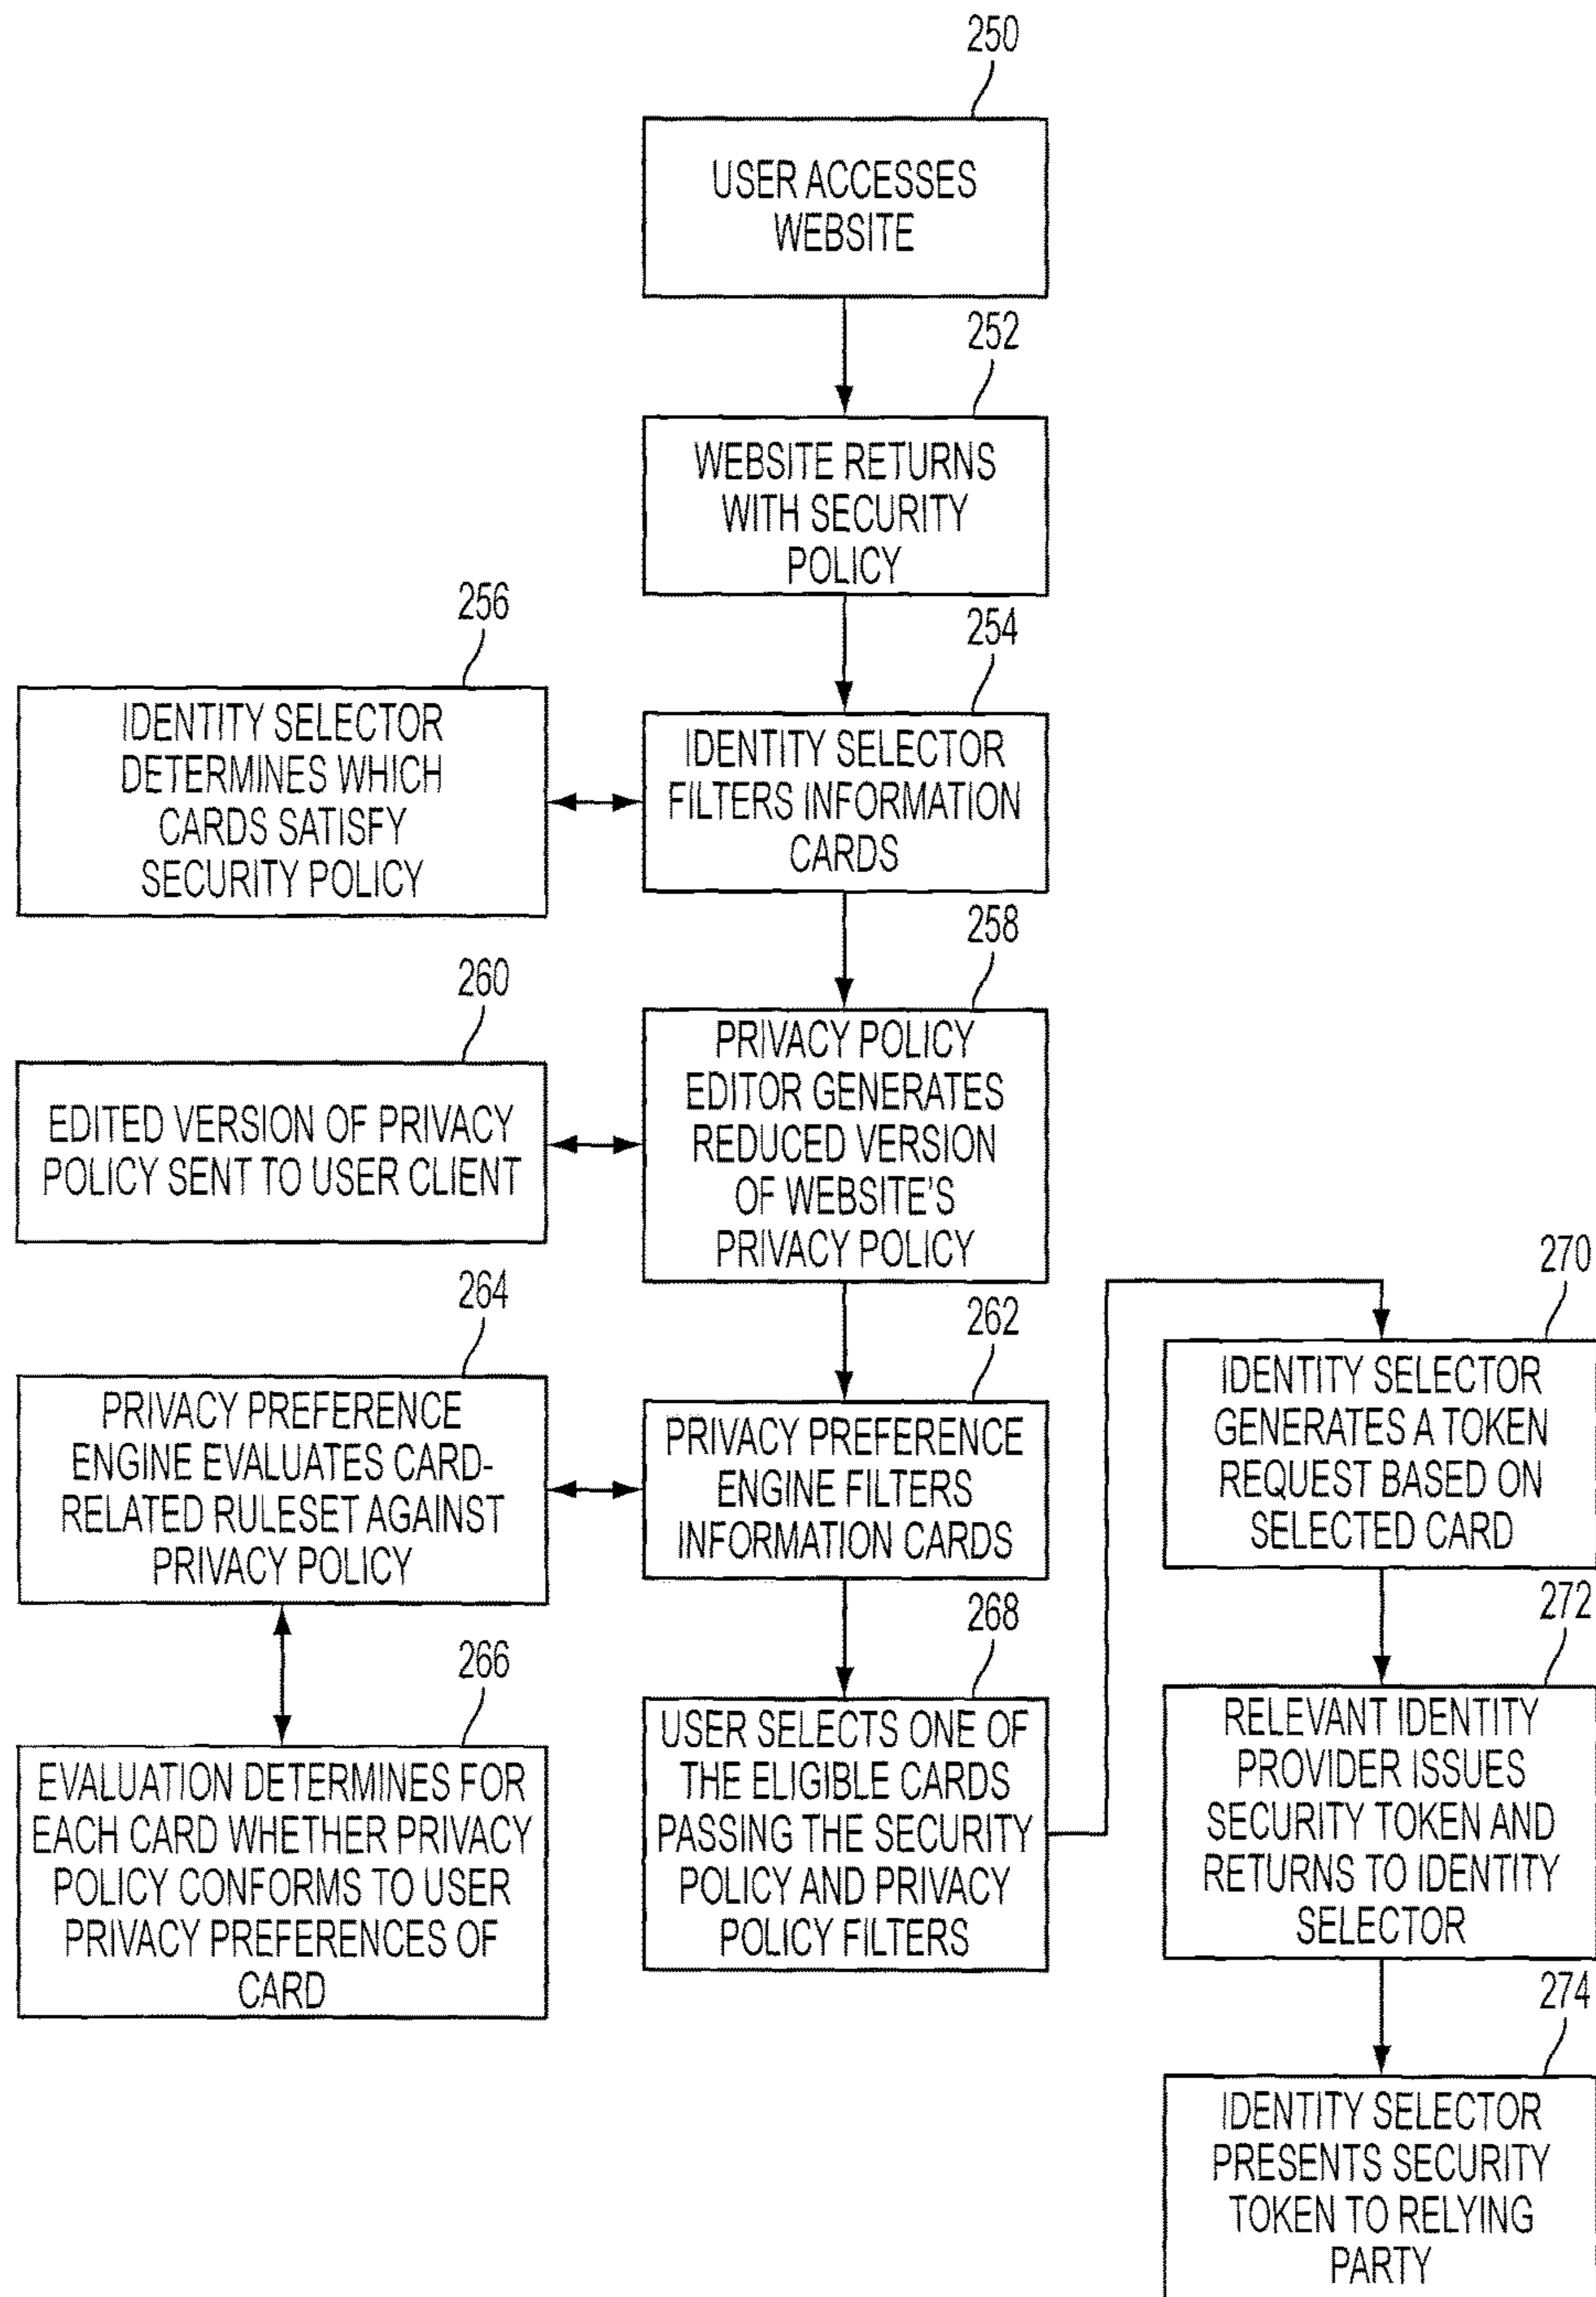 250
USER ACCESSES
WEBSITE
252
WEBSITE RETURNS
WITH SECURITY
POLICY
254
IDENTITY SELECTOR
FILTERS INFORMATION
CARDS
256
IDENTITY SELECTOR
DETERMINES WHICH
CARDS SATISFY
SECURITY POLICY
258
PRIVACY POLICY
EDITOR GENERATES
REDUCED VERSION
OF WEBSITE'S
PRIVACY POLICY
260
EDITED VERSION OF PRIVACY
POLICY SENT TO USER CLIENT
262
PRIVACY PREFERENCE
ENGINE FILTERS
INFORMATION CARDS
264
PRIVACY PREFERENCE
ENGINE EVALUATES CARD-
RELATED RULESET AGAINST
PRIVACY POLICY
266
EVALUATION DETERMINES FOR
EACH CARD WHETHER PRIVACY
POLICY CONFORMS TO USER
PRIVACY PREFERENCES OF
CARD
268
USER SELECTS ONE OF
THE ELIGIBLE CARDS
PASSING THE SECURITY
POLICY AND PRIVACY
POLICY FILTERS
270
IDENTITY SELECTOR
GENERATES A TOKEN
REQUEST BASED ON
SELECTED CARD
272
RELEVANT IDENTITY
PROVIDER ISSUES
SECURITY TOKEN AND
RETURNS TO IDENTITY
SELECTOR
274
IDENTITY SELECTOR
PRESENTS SECURITY
TOKEN TO RELYING
PARTY